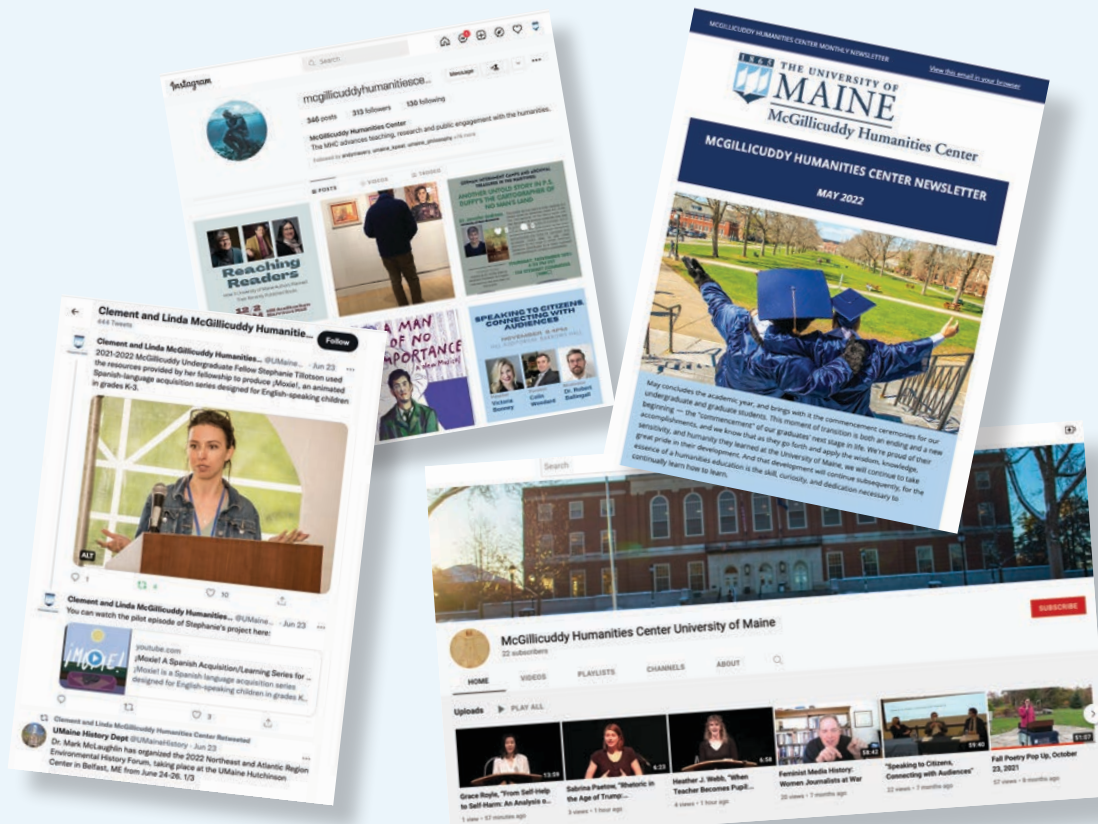 Instagram
Search
mcgillicuddyhumanitiesce...
Message
346 posts 313 followers 130 following
McGillicuddy Humanities Center
The MHC advances teaching, research and public engagement with the humanities.
POSTS VIDEOS TAGGED
Reaching
Readers
ANOTHER UNTOLD STORY IN P.S.
DUFFY'S THE CARTOGRAPHER OF
NO MAN'S LAND
A MAN
OF NO
IMPORTANCE
a New Musical
SPEAKING TO CITIZENS,
CONNECTING WITH
AUDIENCES
Victoria
Bonney
Colin
Woodard
Dr. Robert
Dallegall
MCGILLICUDDY HUMANITIES CENTER MONTHLY NEWSLETTER
View this email in your browser
1865
THE UNIVERSITY OF
MAINE
McGillicuddy Humanities Center
MCGILLICUDDY HUMANITIES CENTER NEWSLETTER
MAY 2022
May concludes the academic year, and brings with it the commencement ceremonies for our
undergraduate and graduate students. This moment of transition is both an ending and a new
beginning — the "commencement" of our graduates' next stage in life. We're proud of their
accomplishments, and we know that as they go forth and apply the wisdom, knowledge,
sensitivity, and humanity they learned at the University of Maine, we will continue to take
great pride in their development. And that development will continue subsequently, for the
essence of a humanities education is the skill, curiosity, and dedication necessary to
continually learn how to learn.
Clement and Linda McGillicuddy Humanitie...
444 Tweets
Follow
Clement and Linda McGillicuddy Humanities... @UMaine... · Jun 23
2021-2022 McGillicuddy Undergraduate Fellow Stephanie Tillotson used
the resources provided by her fellowship to produce ¡Moxie!, an animated
Spanish-language acquisition series designed for English-speaking children
in grades K-3.
ALT
1 4 10
Clement and Linda McGillicuddy Humanities... @UMaine... · Jun 23
You can watch the pilot episode of Stephanie's project here:
¡MOXIE!
youtube.com
¡Moxie! A Spanish Acquisition/Learning Series for ...
¡Moxie! is a Spanish language acquisition series
designed for English-speaking children in grades K...
3
Clement and Linda McGillicuddy Humanities Center Retweeted
UMaine History Dept @UMaineHistory · Jun 23
Dr. Mark McLaughlin has organized the 2022 Northeast and Atlantic Region
Environmental History Forum, taking place at the UMaine Hutchinson
Center in Belfast, ME from June 24-26. 1/3
Search
McGillicuddy Humanities Center University of Maine
22 subscribers
SUBSCRIBE
HOME VIDEOS PLAYLISTS CHANNELS ABOUT
Uploads PLAY ALL
13:59
Grace Royle, "From Self-Help
to Self-Harm: An Analysis o...
1 view • 57 minutes ago
6:23
Sabrina Paetow, "Rhetoric in
the Age of Trump:...
3 views • 1 hour ago
6:58
Heather J. Webb, "When
Teacher Becomes Pupil...
4 views • 1 hour ago
58:42
Feminist Media History:
Women Journalists at War
20 views • 7 months ago
59:40
"Speaking to Citizens,
Connecting with Audiences"
22 views • 7 months ago
51:07
Fall Poetry Pop Up, October
23, 2021
57 views • 8 months ago